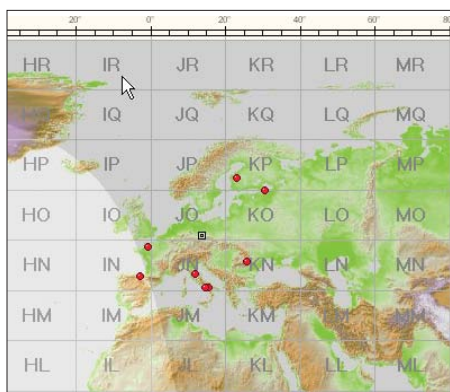 20° 0° 20° 40° 60° 80°
HR IR JR KR LR MR
IQ JQ KQ LQ MQ
HP IP JP KP LP MP
HO IO JO KO LO MO
HN IN JN KN LN MN
HM IM JM KM LM MM
HL IL JL KL LL ML